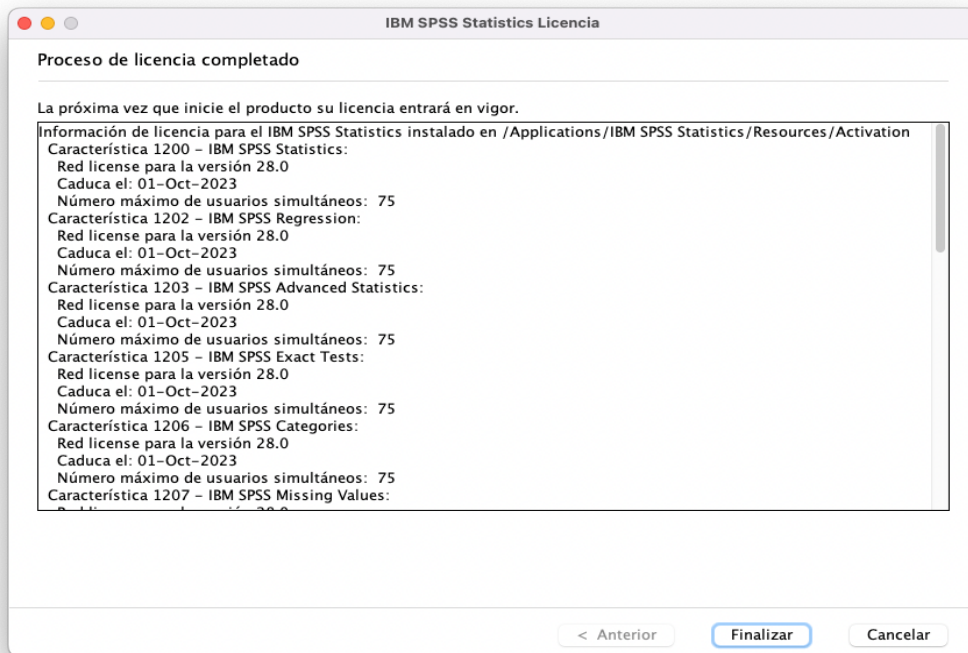 IBM SPSS Statistics Licencia
Proceso de licencia completado
La próxima vez que inicie el producto su licencia entrará en vigor.
Información de licencia para el IBM SPSS Statistics instalado en /Applications/IBM SPSS Statistics/Resources/Activation
Característica 1200 – IBM SPSS Statistics:
Red license para la versión 28.0
Caduca el: 01-Oct-2023
Número máximo de usuarios simultáneos: 75
Característica 1202 – IBM SPSS Regression:
Red license para la versión 28.0
Caduca el: 01-Oct-2023
Número máximo de usuarios simultáneos: 75
Característica 1203 – IBM SPSS Advanced Statistics:
Red license para la versión 28.0
Caduca el: 01-Oct-2023
Número máximo de usuarios simultáneos: 75
Característica 1205 – IBM SPSS Exact Tests:
Red license para la versión 28.0
Caduca el: 01-Oct-2023
Número máximo de usuarios simultáneos: 75
Característica 1206 – IBM SPSS Categories:
Red license para la versión 28.0
Caduca el: 01-Oct-2023
Número máximo de usuarios simultáneos: 75
Característica 1207 – IBM SPSS Missing Values:
< Anterior
Finalizar
Cancelar